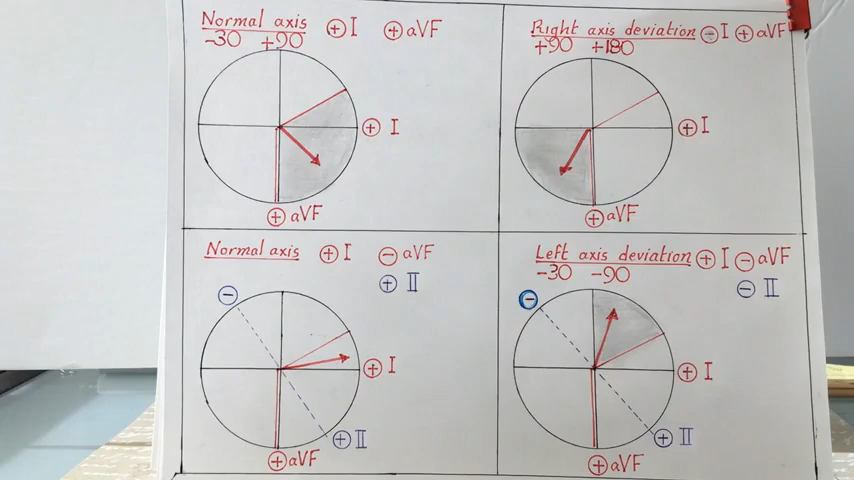 Normal axis ⊕ I ⊕ aVF
-30 +90
⊕ I
⊕ aVF
Right axis deviation ⊖ I ⊕ aVF
+90 +180
⊕ I
⊕ aVF
Normal axis ⊕ I ⊖ aVF
⊕ II
⊖
⊕ I
⊕ II
⊕ aVF
Left axis deviation ⊕ I ⊖ aVF
-30 -90
⊖ II
⊖
⊕ I
⊕ II
⊕ aVF